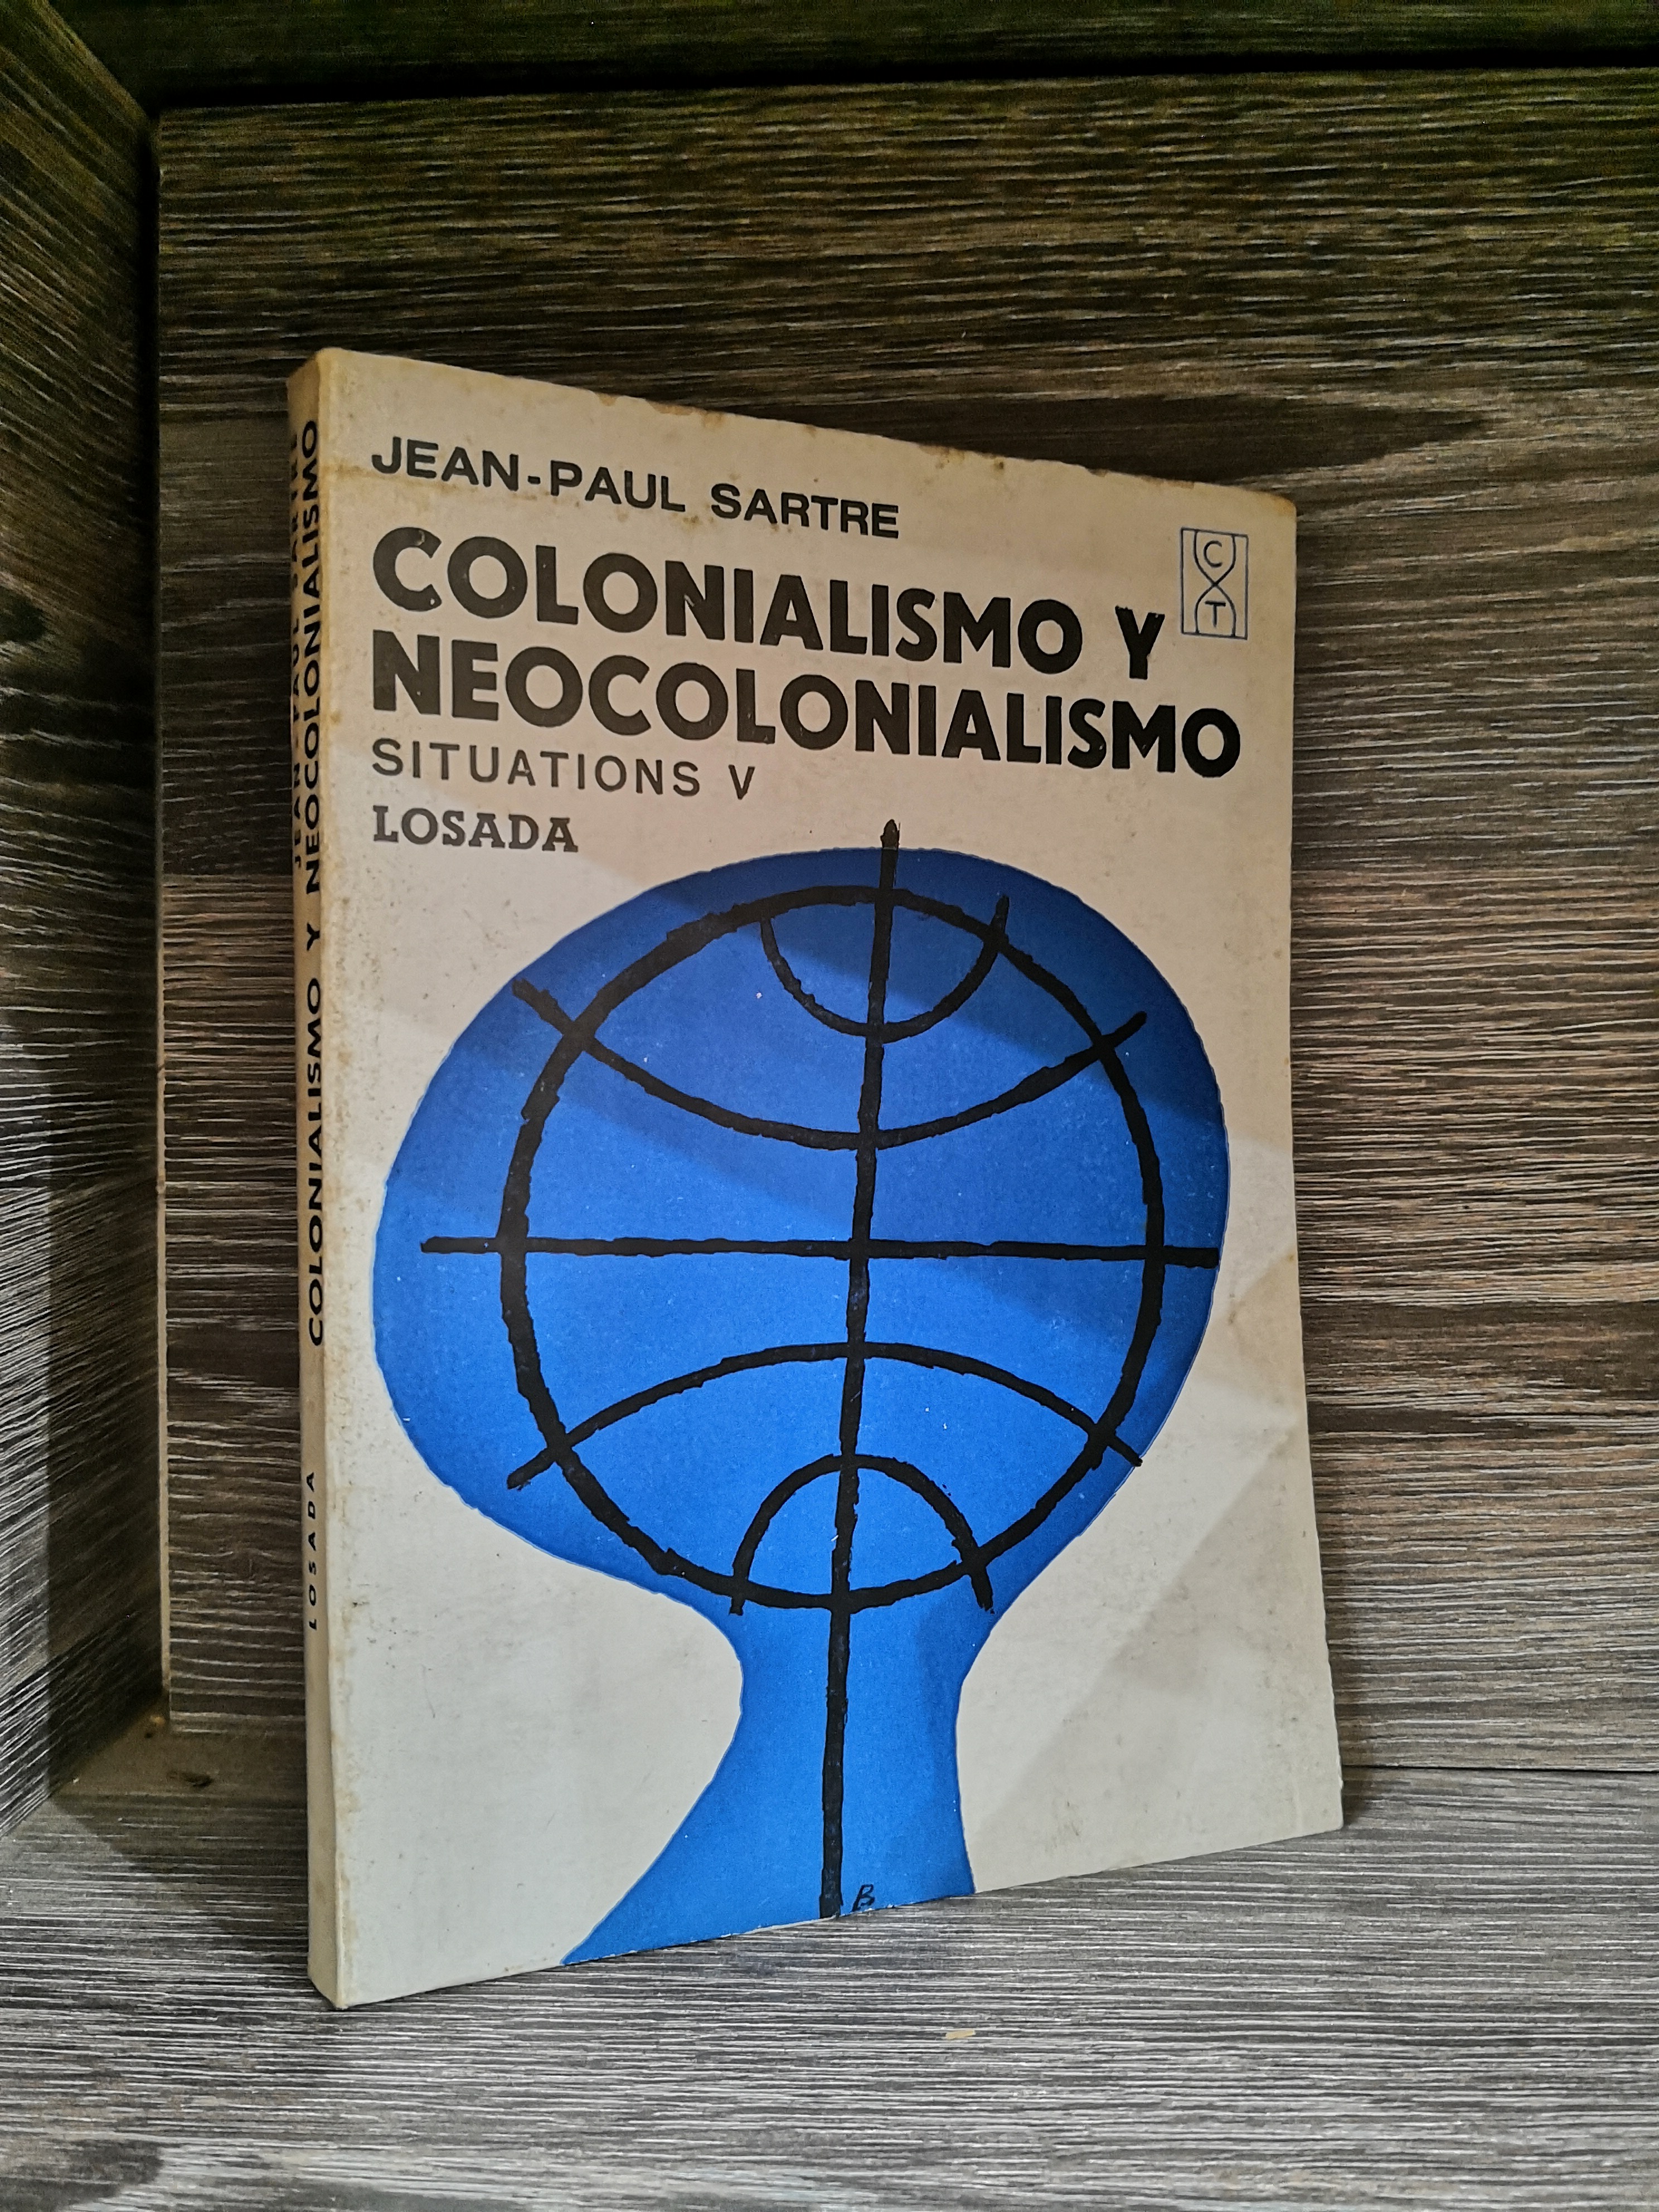 JEAN-PAUL SARTRE
COLONIALISMO Y
NEOCOLONIALISMO
SITUATIONS V
LOSADA
C
T
B
JEAN-PAUL SARTRE
COLONIALISMO Y NEOCOLONIALISMO
LOSADA